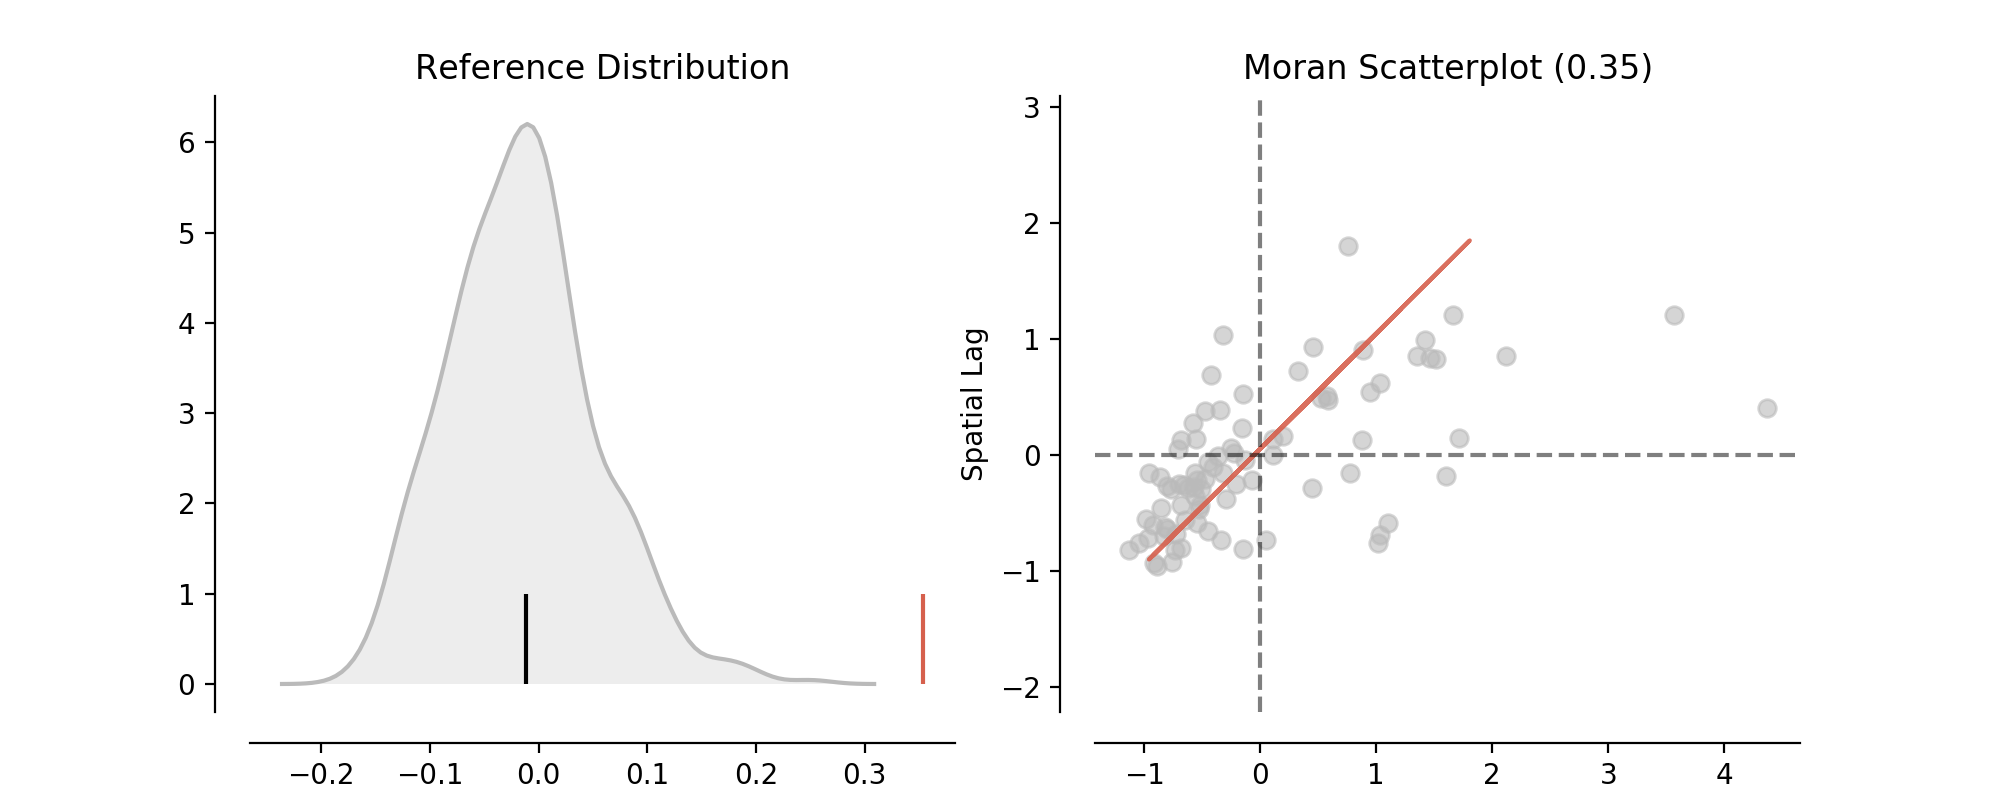 Reference Distribution
6
5
4
3
2
1
0
−0.2 −0.1 0.0 0.1 0.2 0.3
Moran Scatterplot (0.35)
Spatial Lag
3
2
1
0
−1
−2
−1 0 1 2 3 4